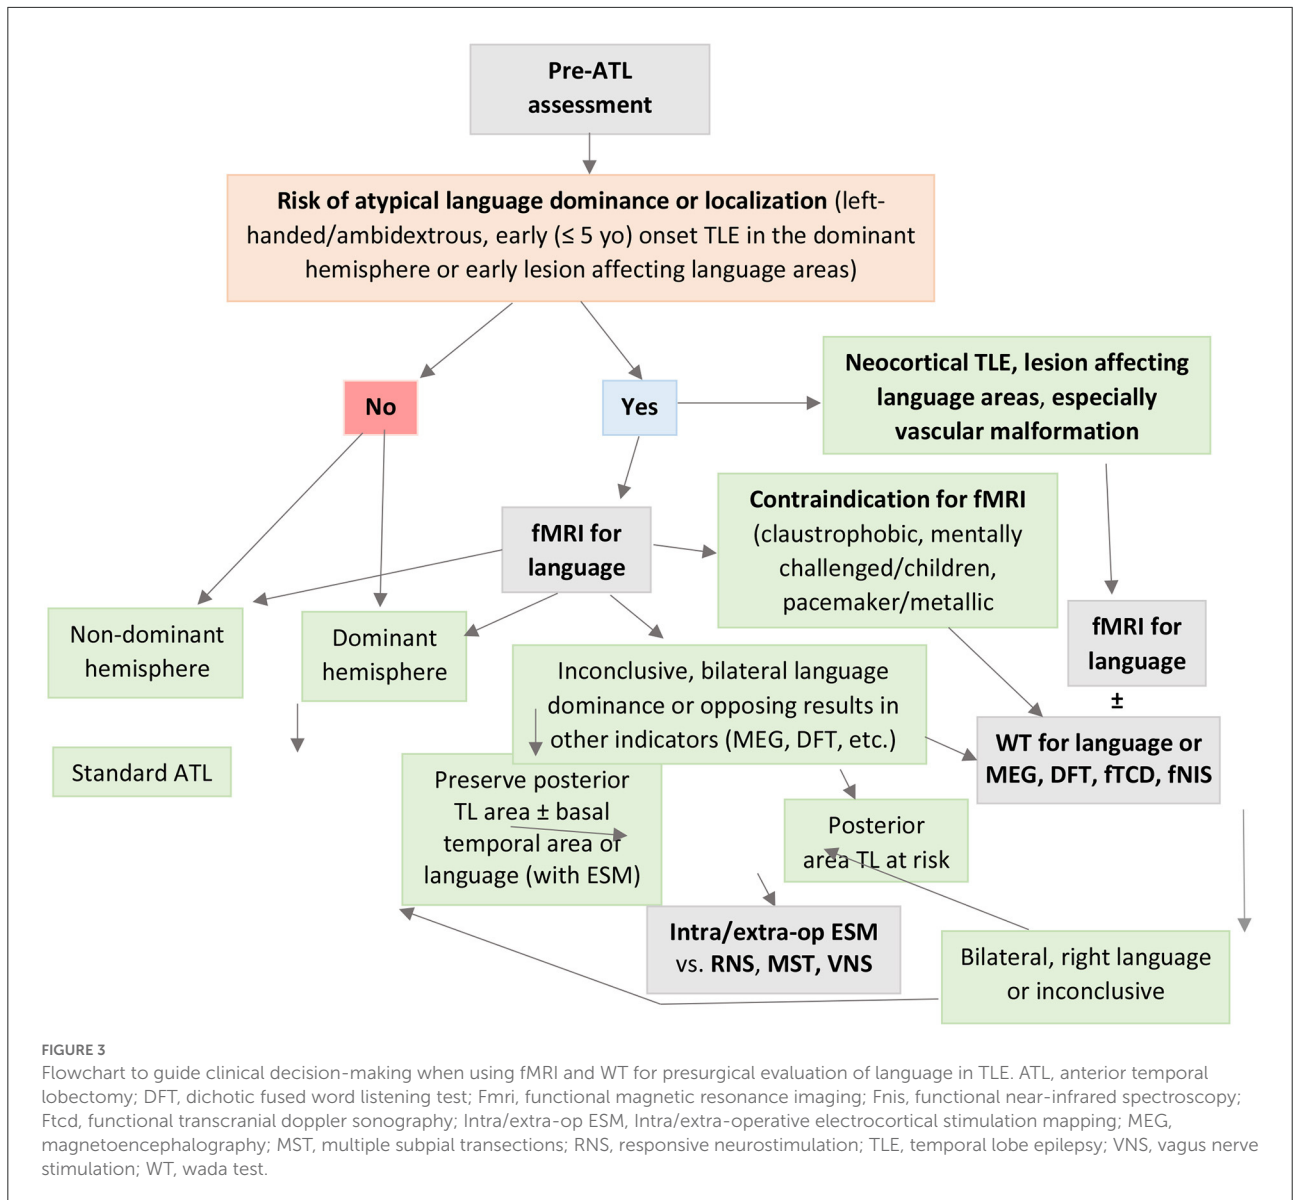 Pre-ATL
assessment
Risk of atypical language dominance or localization (left-
handed/ambidextrous, early (≤ 5 yo) onset TLE in the dominant
hemisphere or early lesion affecting language areas)
No
Yes
Neocortical TLE, lesion affecting
language areas, especially
vascular malformation
fMRI for
language
Contraindication for fMRI
(claustrophobic, mentally
challenged/children,
pacemaker/metallic
Non-dominant
hemisphere
Dominant
hemisphere
fMRI for
language
±
WT for language or
MEG, DFT, fTCD, fNIS
Inconclusive, bilateral language
dominance or opposing results in
other indicators (MEG, DFT, etc.)
Standard ATL
Preserve posterior
TL area ± basal
temporal area of
language (with ESM)
Posterior
area TL at risk
Intra/extra-op ESM
vs. RNS, MST, VNS
Bilateral, right language
or inconclusive
FIGURE 3
Flowchart to guide clinical decision-making when using fMRI and WT for presurgical evaluation of language in TLE. ATL, anterior temporal
lobectomy; DFT, dichotic fused word listening test; Fmri, functional magnetic resonance imaging; Fnis, functional near-infrared spectroscopy;
Ftcd, functional transcranial doppler sonography; Intra/extra-op ESM, Intra/extra-operative electrocortical stimulation mapping; MEG,
magnetoencephalography; MST, multiple subpial transections; RNS, responsive neurostimulation; TLE, temporal lobe epilepsy; VNS, vagus nerve
stimulation; WT, wada test.